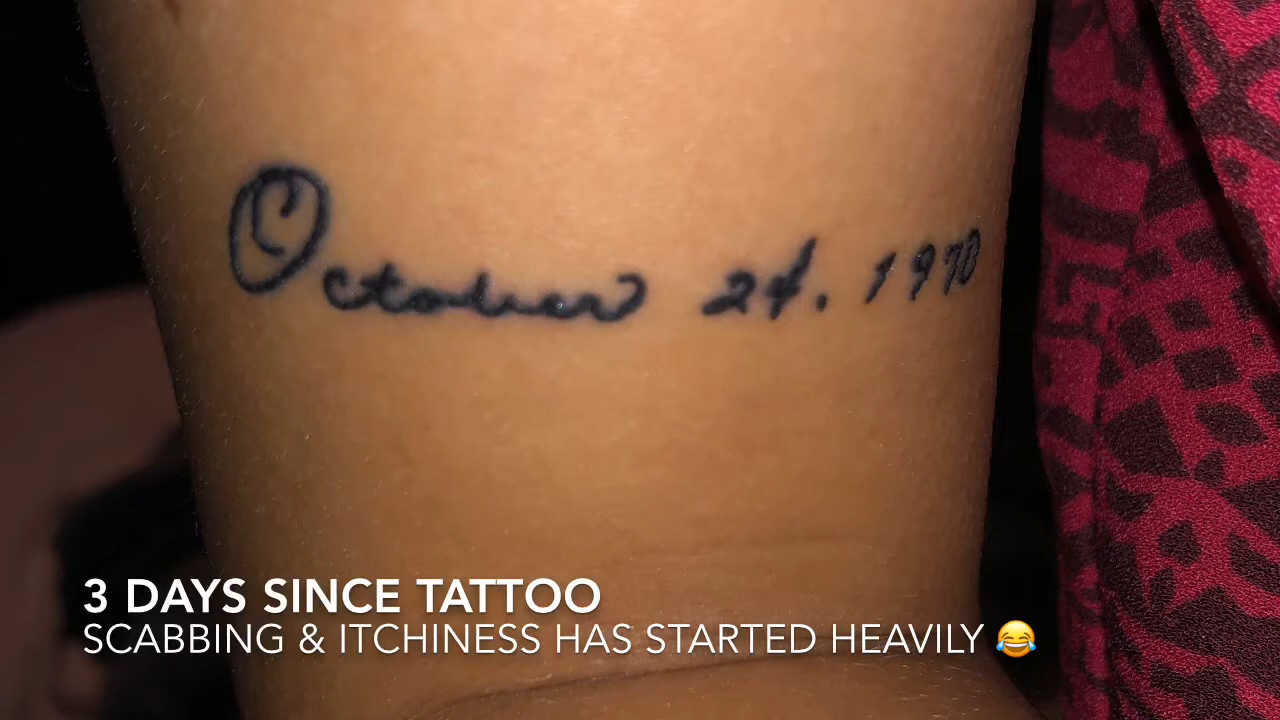 October 24. 1970
3 DAYS SINCE TATTOO
SCABBING & ITCHINESS HAS STARTED HEAVILY 😂